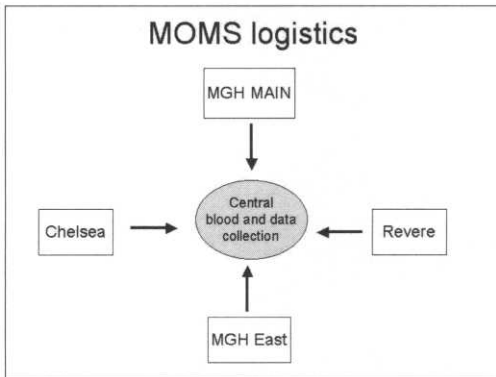 MOMS logistics
MGH MAIN
Central
blood and data
collection
Chelsea
Revere
MGH East